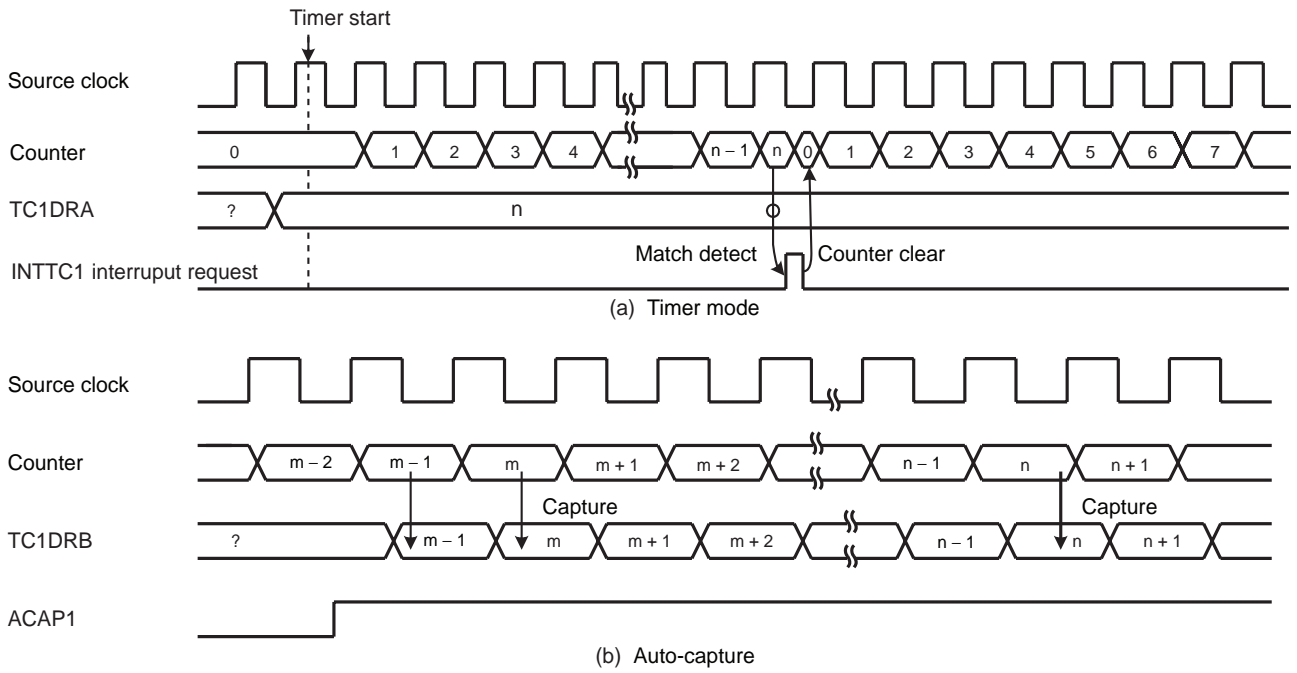 Timer start
Source clock
Counter
0 1 2 3 4 n – 1 n 0 1 2 3 4 5 6 7
TC1DRA
? n
Match detect Counter clear
INTTC1 interruput request
(a) Timer mode
Source clock
Counter
m – 2 m – 1 m m + 1 m + 2 n – 1 n n + 1
Capture Capture
TC1DRB
? m – 1 m m + 1 m + 2 n – 1 n n + 1
ACAP1
(b) Auto-capture